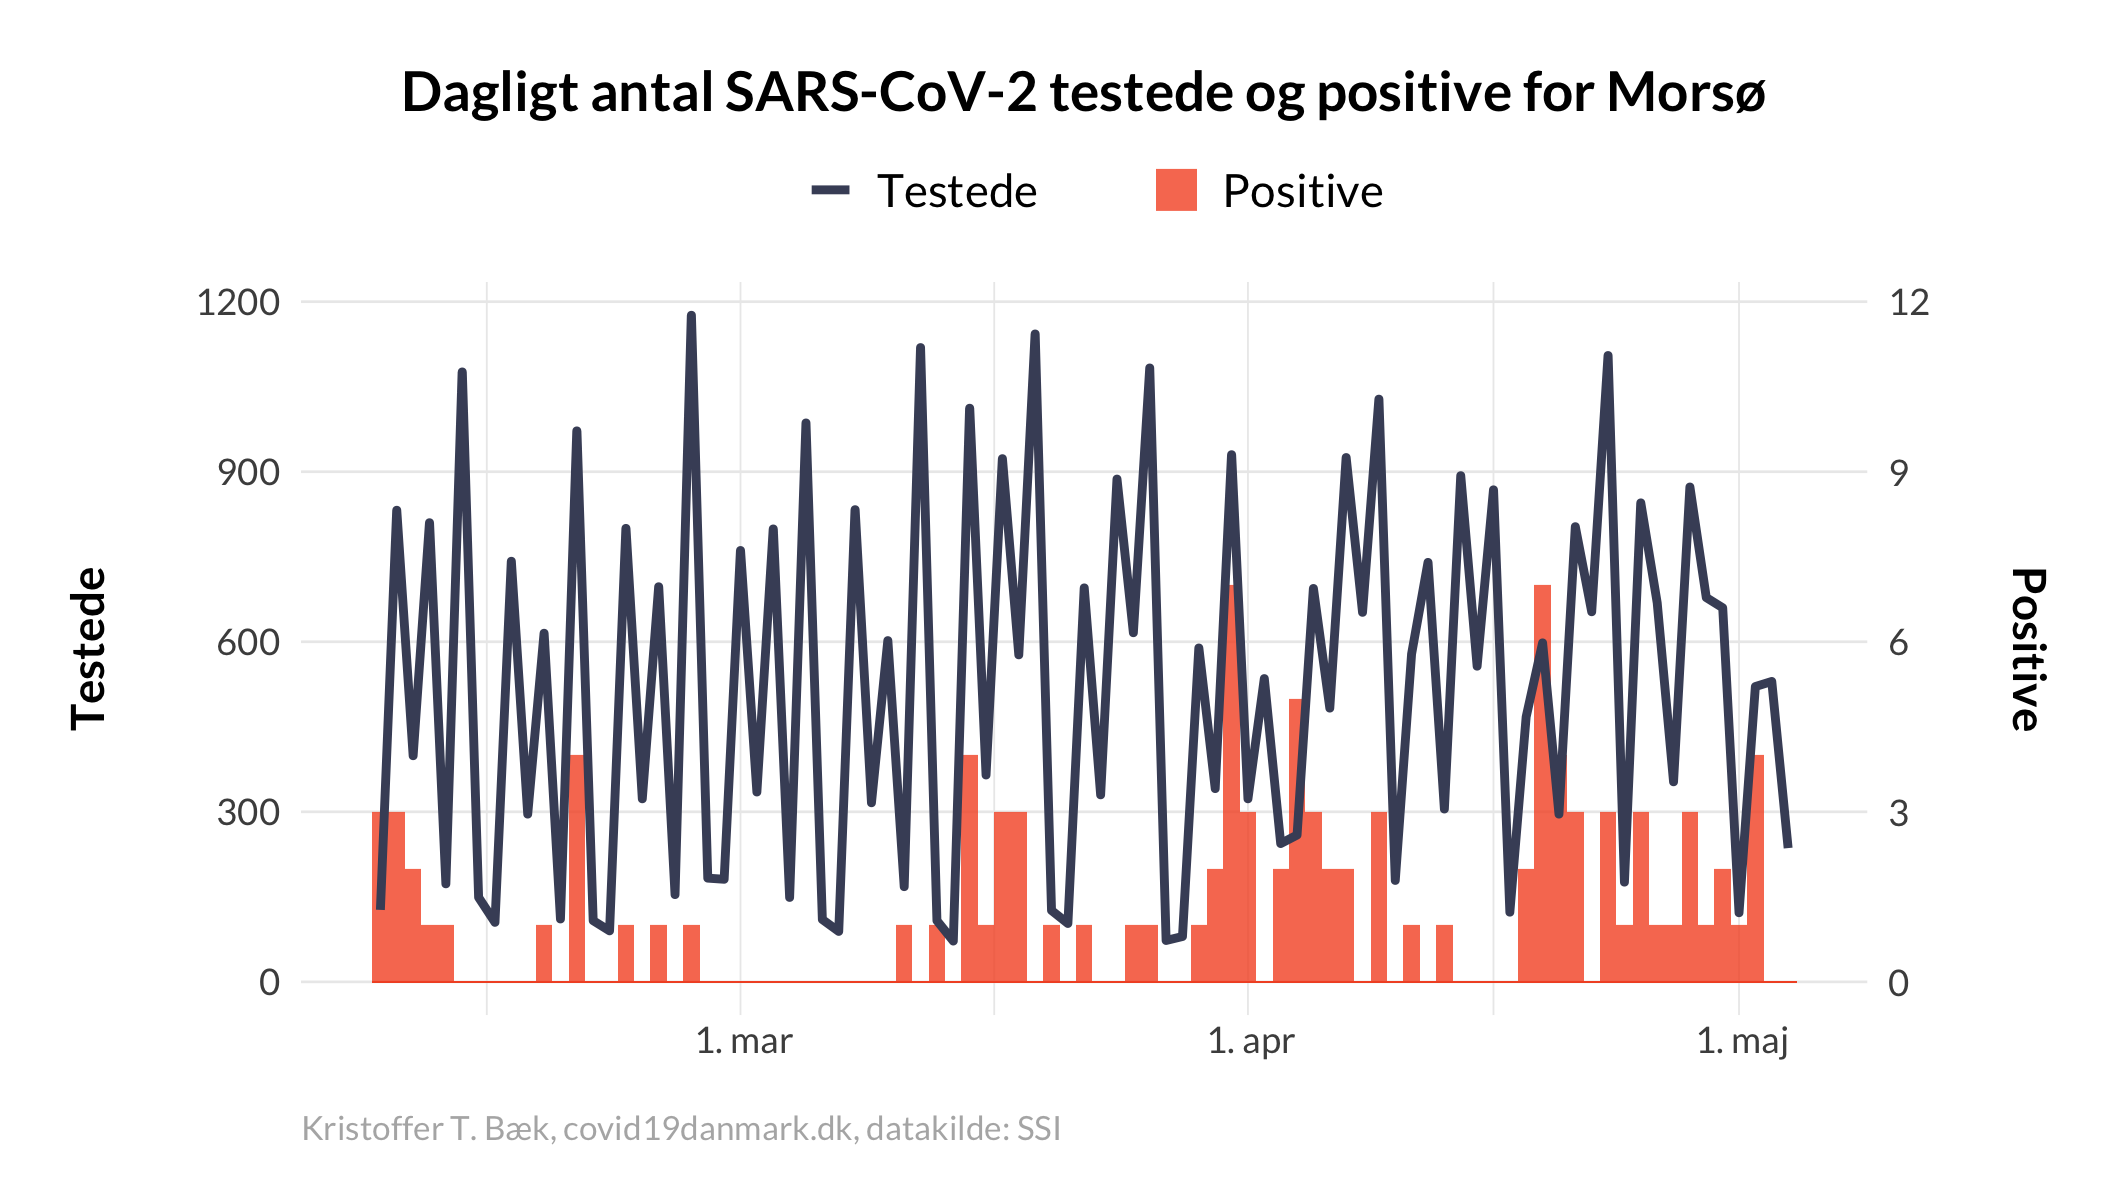 Dagligt antal SARS-CoV-2 testede og positive for Morsø
Testede Positive
1200 12
900 9
600 6
300 3
0 0
Testede
Positive
1. mar 1. apr 1. maj
Kristoffer T. Bæk, covid19danmark.dk, datakilde: SSI